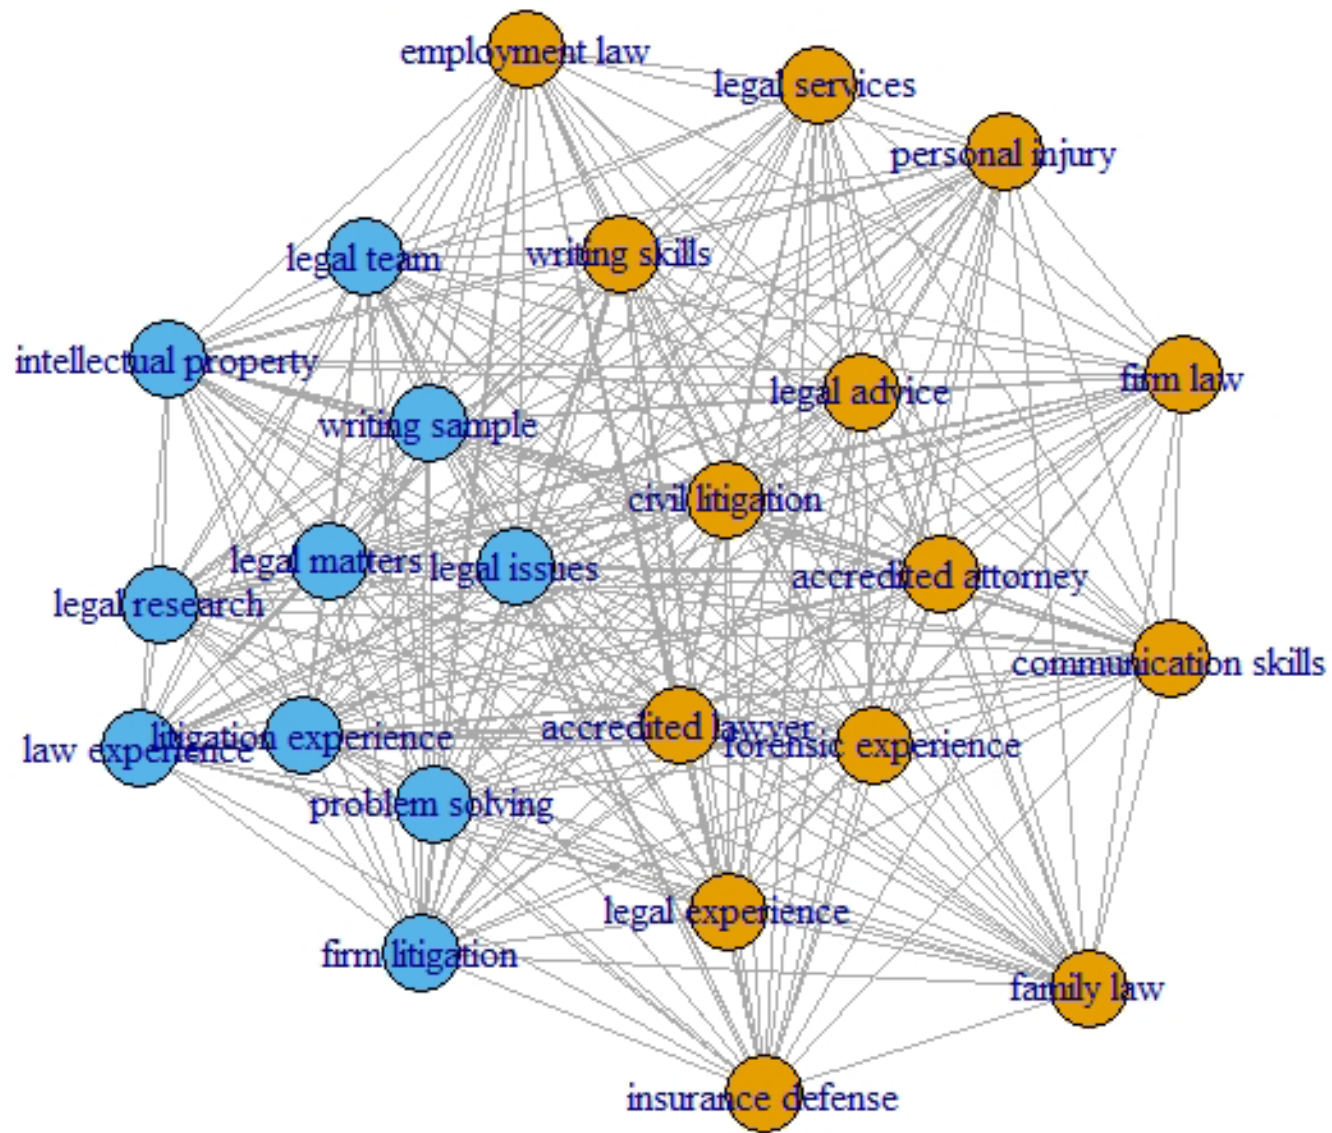 employment law
legal services
personal injury
legal team
writing skills
intellectual property
firm law
legal advice
writing sample
civil litigation
legal matters
legal issues
accredited attorney
legal research
communication skills
accredited lawyer
litigation experience
forensic experience
law experience
problem solving
legal experience
firm litigation
family law
insurance defense